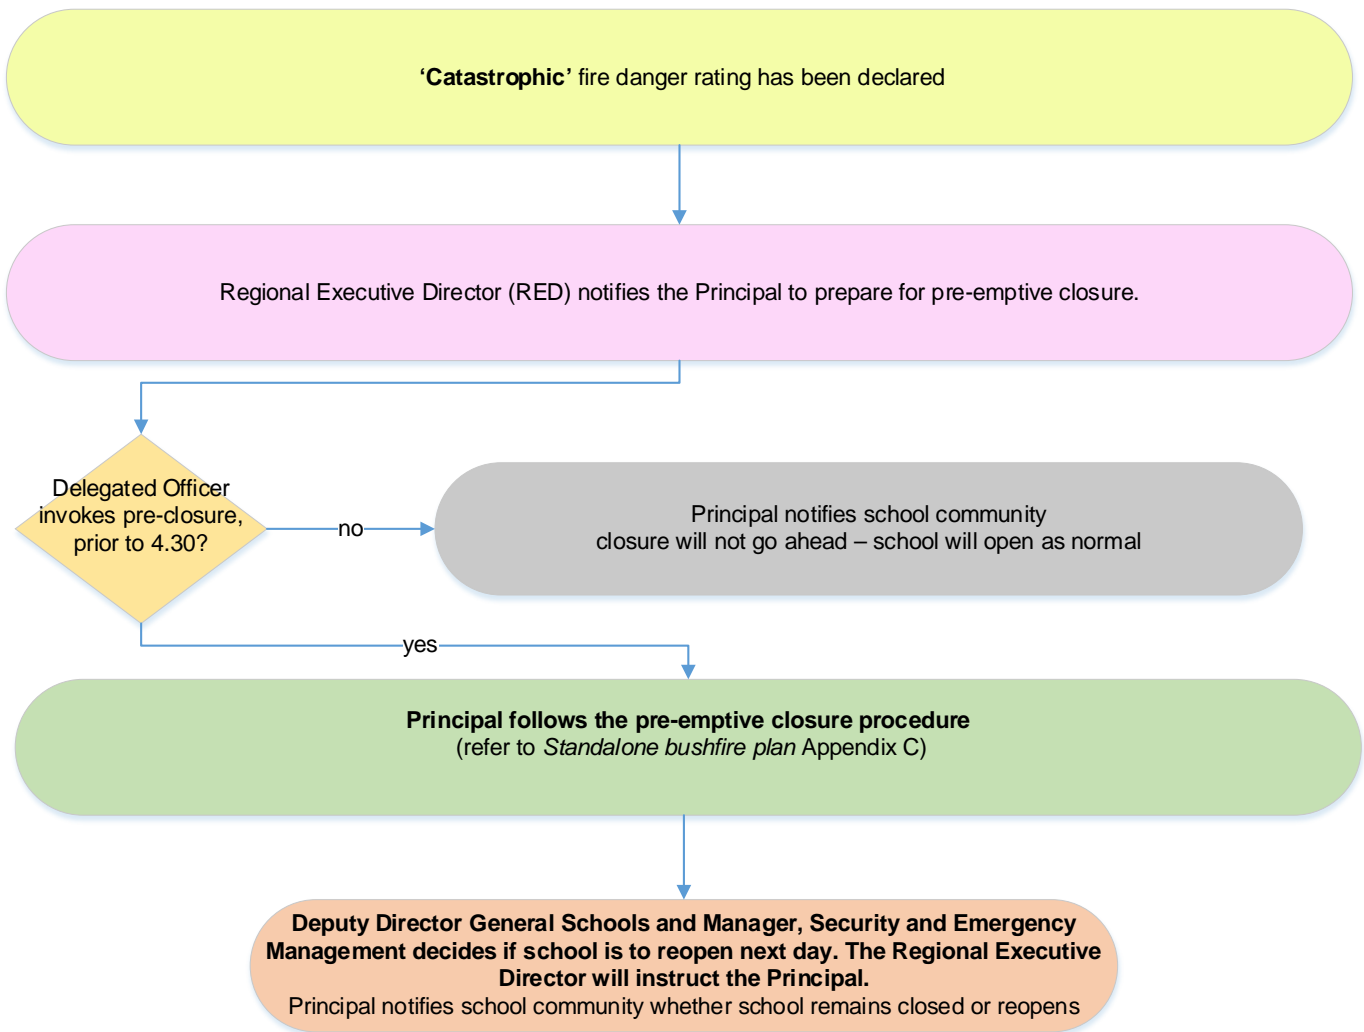 ‘Catastrophic’ fire danger rating has been declared
Regional Executive Director (RED) notifies the Principal to prepare for pre-emptive closure.
Delegated Officer
invokes pre-closure,
prior to 4.30?
no
Principal notifies school community
closure will not go ahead – school will open as normal
yes
Principal follows the pre-emptive closure procedure
(refer to Standalone bushfire plan Appendix C)
Deputy Director General Schools and Manager, Security and Emergency
Management decides if school is to reopen next day. The Regional Executive
Director will instruct the Principal.
Principal notifies school community whether school remains closed or reopens